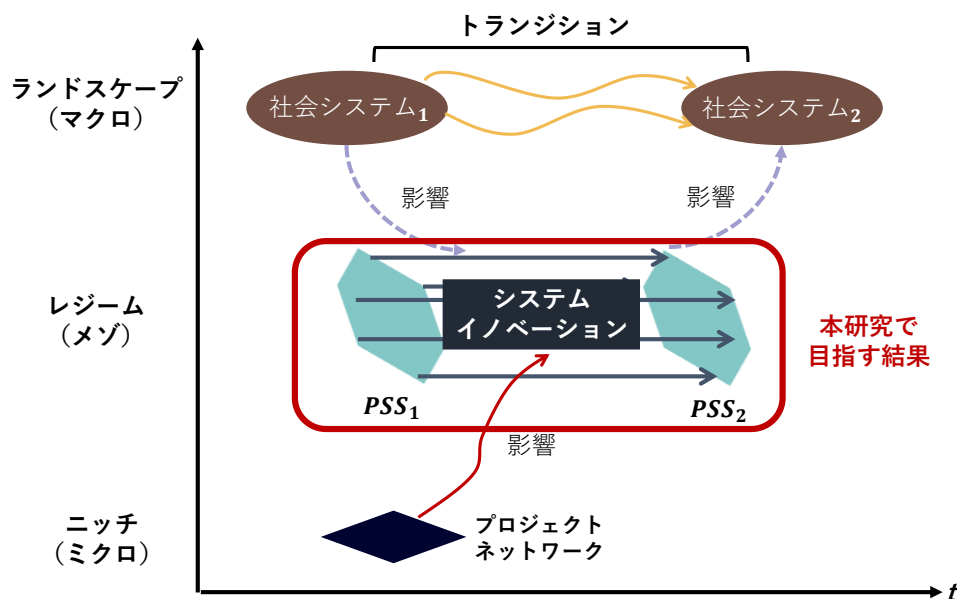 トランジション
ランドスケープ
（マクロ）
社会システム1
社会システム2
影響
影響
レジーム
（メゾ）
システム
イノベーション
本研究で
目指す結果
PSS1
PSS2
影響
ニッチ
（ミクロ）
プロジェクト
ネットワーク
t